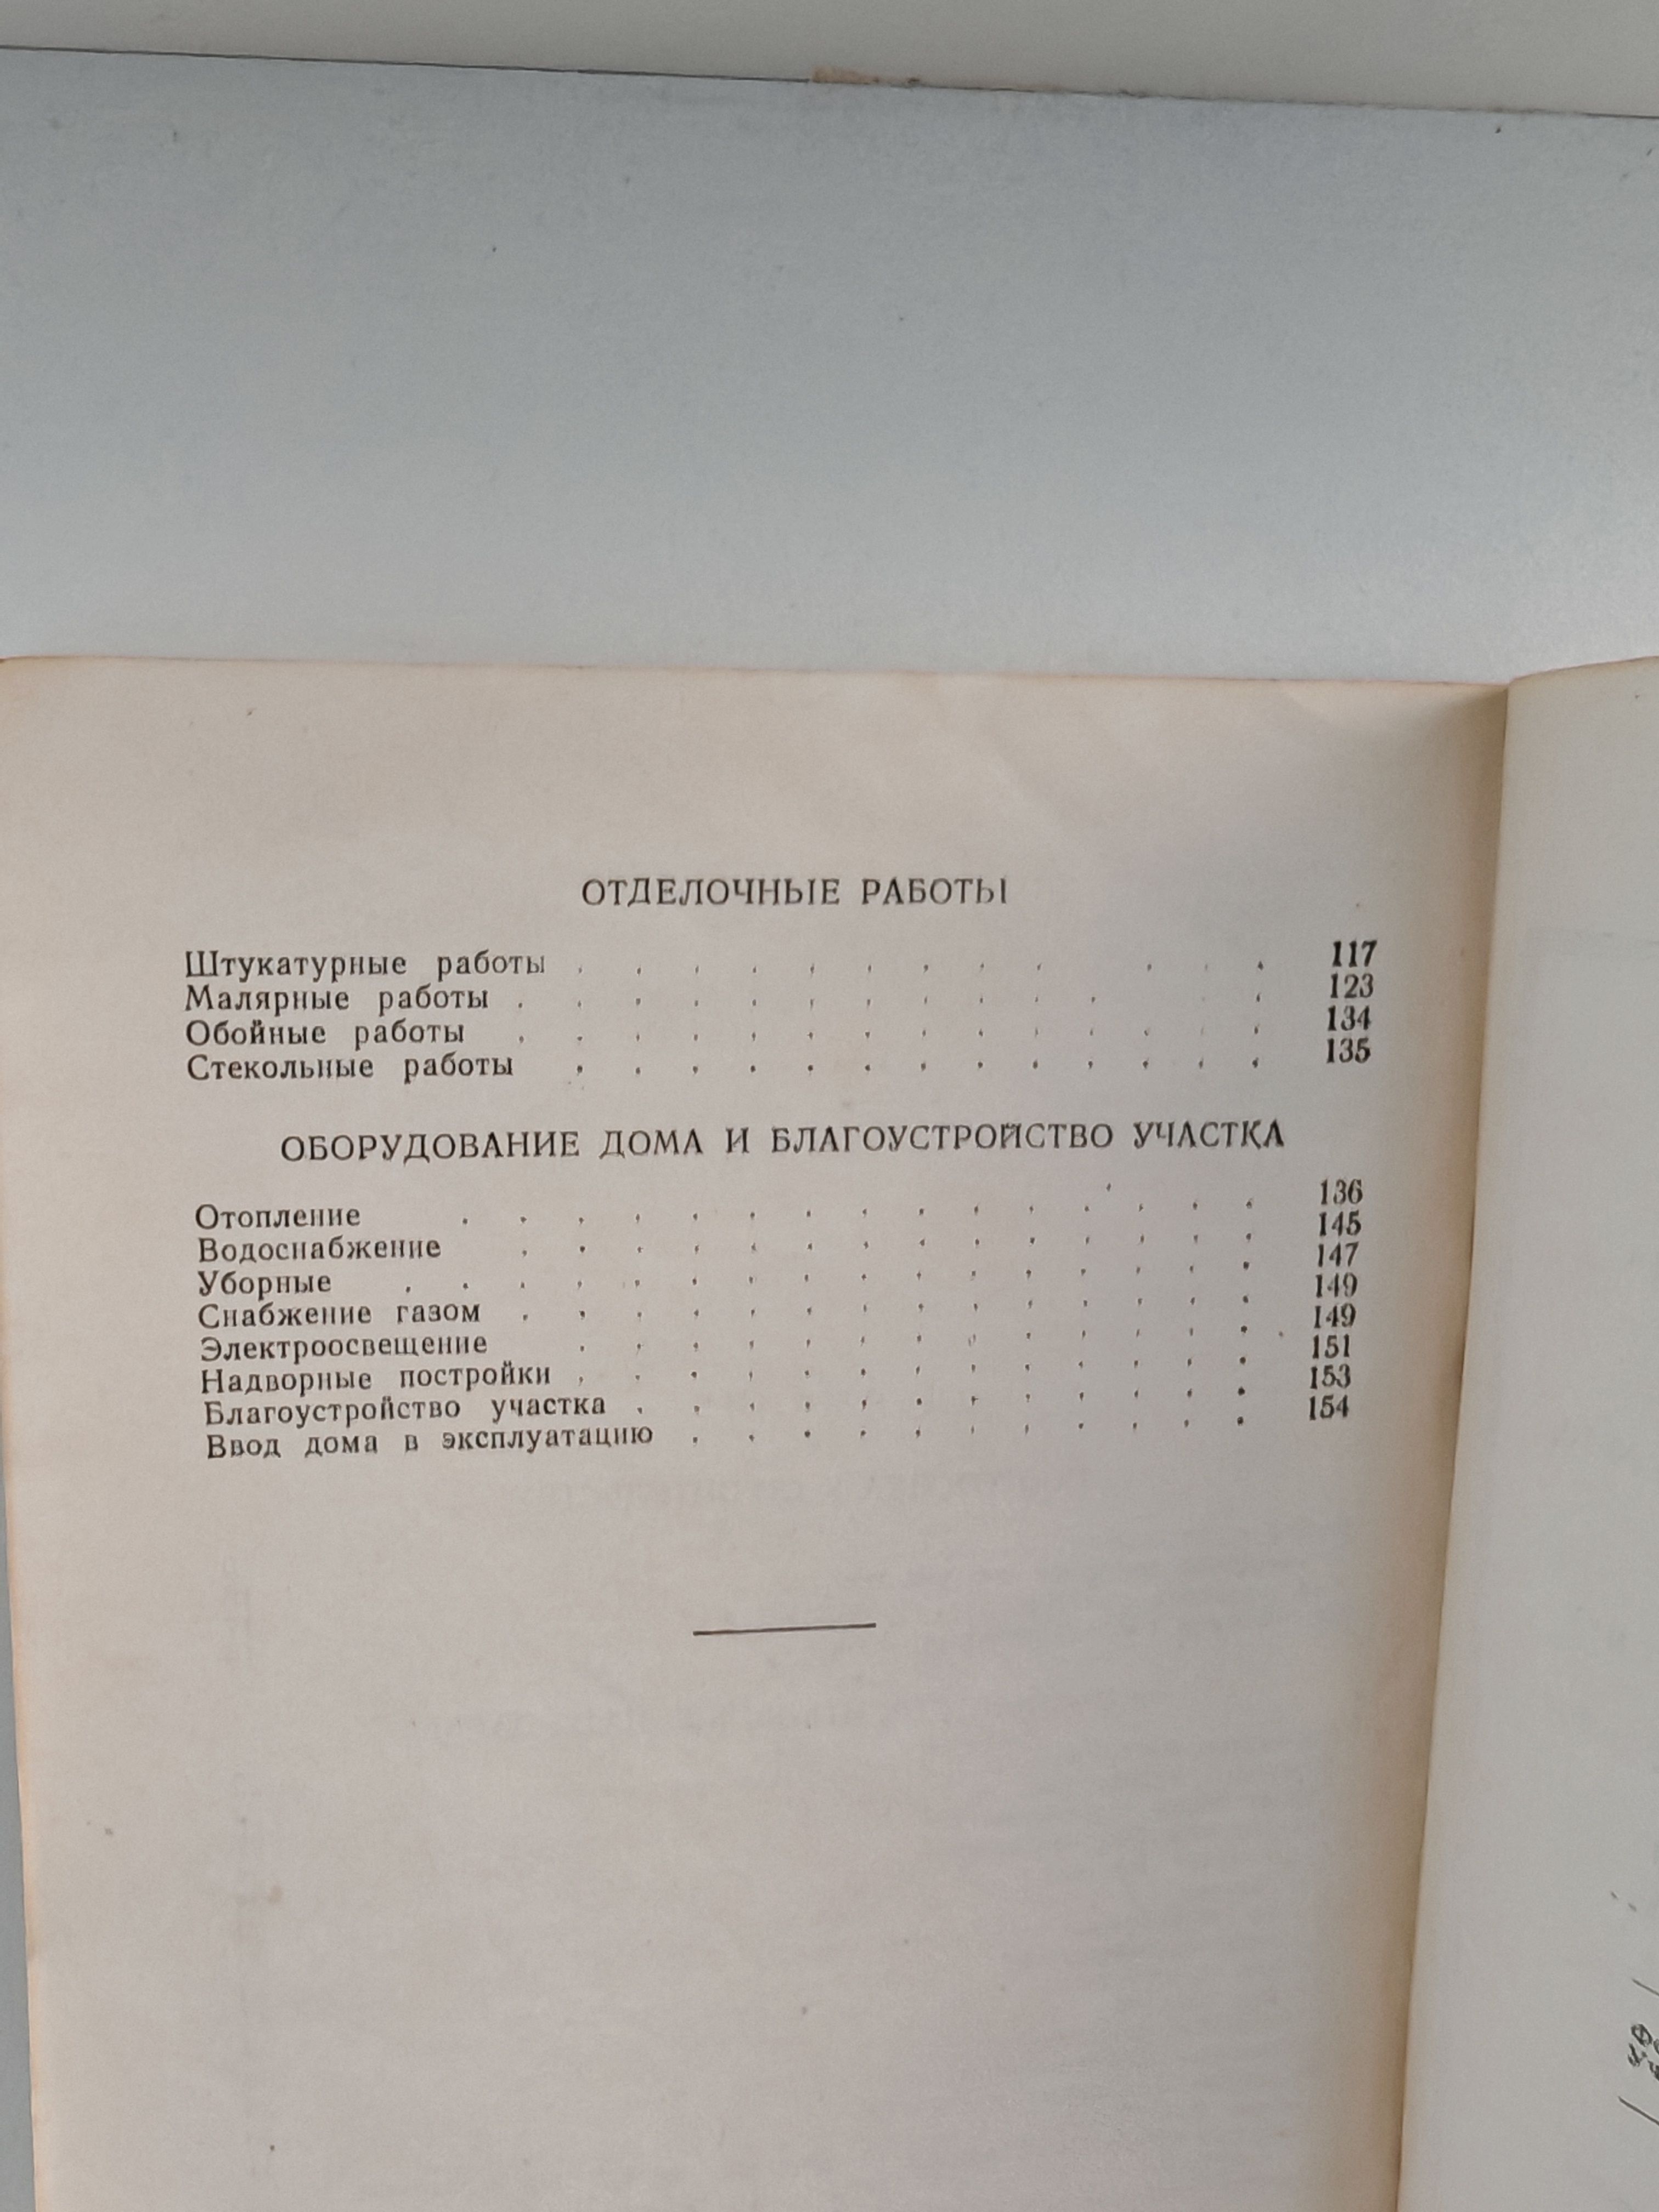 ОТДЕЛОЧНЫЕ РАБОТЫ
Штукатурные работы . . . . . . . . . . . . 117
Малярные работы . . . . . . . . . . . . 123
Обойные работы . . . . . . . . . . . . . . 134
Стекольные работы . . . . . . . . . . . . . 135
ОБОРУДОВАНИЕ ДОМА И БЛАГОУСТРОЙСТВО УЧАСТКА
Отопление . . . . . . . . . . . . . . . 136
Водоснабжение . . . . . . . . . . . . . . 145
Уборные . . . . . . . . . . . . . . . . 147
Снабжение газом . . . . . . . . . . . . . . 149
Электроосвещение . . . . . . . . . . . . . 149
Надворные постройки . . . . . . . . . . . . . 151
Благоустройство участка . . . . . . . . . . . . 153
Ввод дома в эксплуатацию . . . . . . . . . . . 154